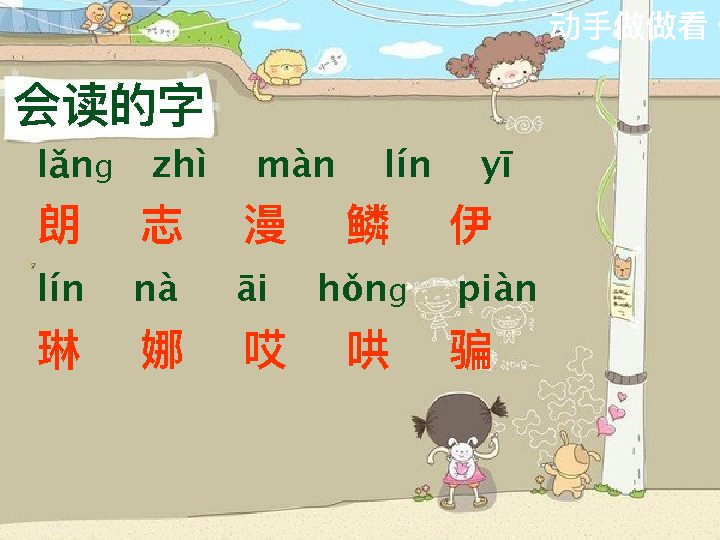 动手做做看
会读的字
lǎng zhì màn lín yī
朗 志 漫 鳞 伊
lín nà āi hǒng piàn
琳 娜 哎 哄 骗